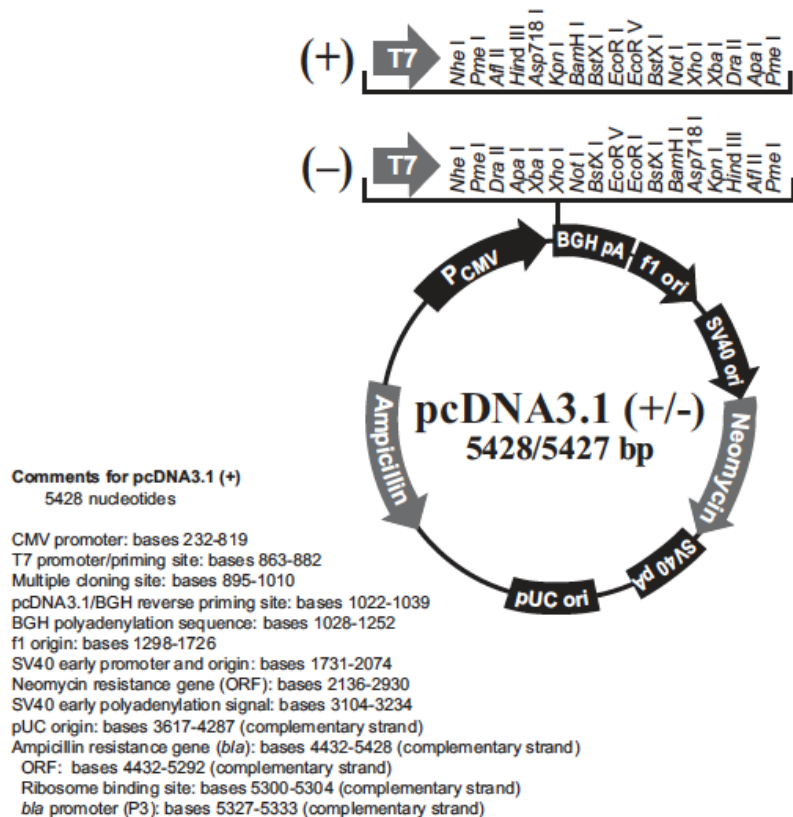 (+) T7 Nhe I Pme I Afl II Hind III Asp718 I Kpn I BamH I BstX I EcoR I EcoR V BstX I Not I Xho I Xba I Dra II Apa I Pme I
(–) T7 Nhe I Pme I Dra II Apa I Xba I Xho I Not I BstX I EcoR V EcoR I BstX I BamH I Asp718 I Kpn I Hind III Afl II Pme I
PCMV
BGH pA
f1 ori
SV40 ori
Neomycin
SV40 pA
pUC ori
Ampicillin
pcDNA3.1 (+/-)
5428/5427 bp
Comments for pcDNA3.1 (+)
5428 nucleotides
CMV promoter: bases 232-819
T7 promoter/priming site: bases 863-882
Multiple cloning site: bases 895-1010
pcDNA3.1/BGH reverse priming site: bases 1022-1039
BGH polyadenylation sequence: bases 1028-1252
f1 origin: bases 1298-1726
SV40 early promoter and origin: bases 1731-2074
Neomycin resistance gene (ORF): bases 2136-2930
SV40 early polyadenylation signal: bases 3104-3234
pUC origin: bases 3617-4287 (complementary strand)
Ampicillin resistance gene (bla): bases 4432-5428 (complementary strand)
ORF: bases 4432-5292 (complementary strand)
Ribosome binding site: bases 5300-5304 (complementary strand)
bla promoter (P3): bases 5327-5333 (complementary strand)